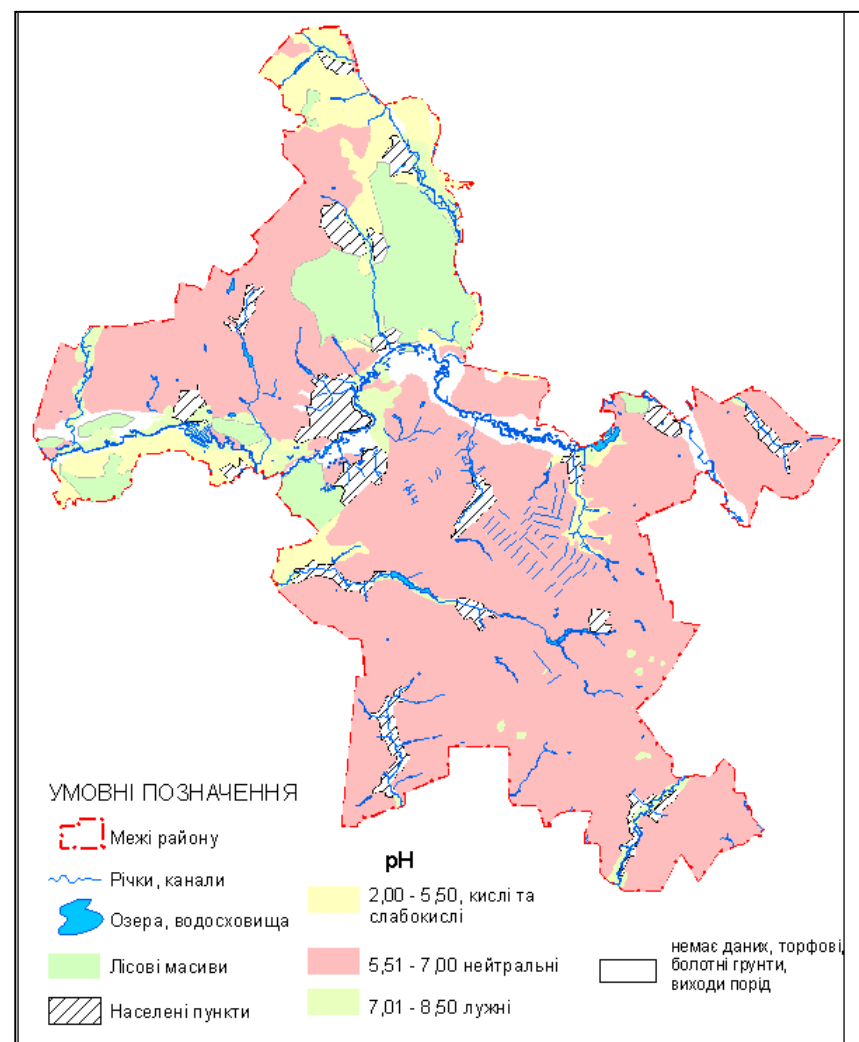 УМОВНІ ПОЗНАЧЕННЯ
Межі району
Річки, канали
Озера, водосховища
Лісові масиви
Населені пункти
pH
2,00 - 5,50, кислі та
слабокислі
5,51 - 7,00 нейтральні
7,01 - 8,50 лужні
немає даних, торфові,
болотні грунти,
виходи порід